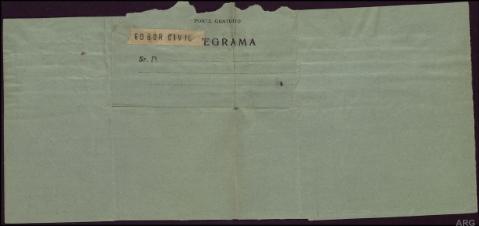 PORTE GRATUITO
EGRAMA
Sr. D.
ARG